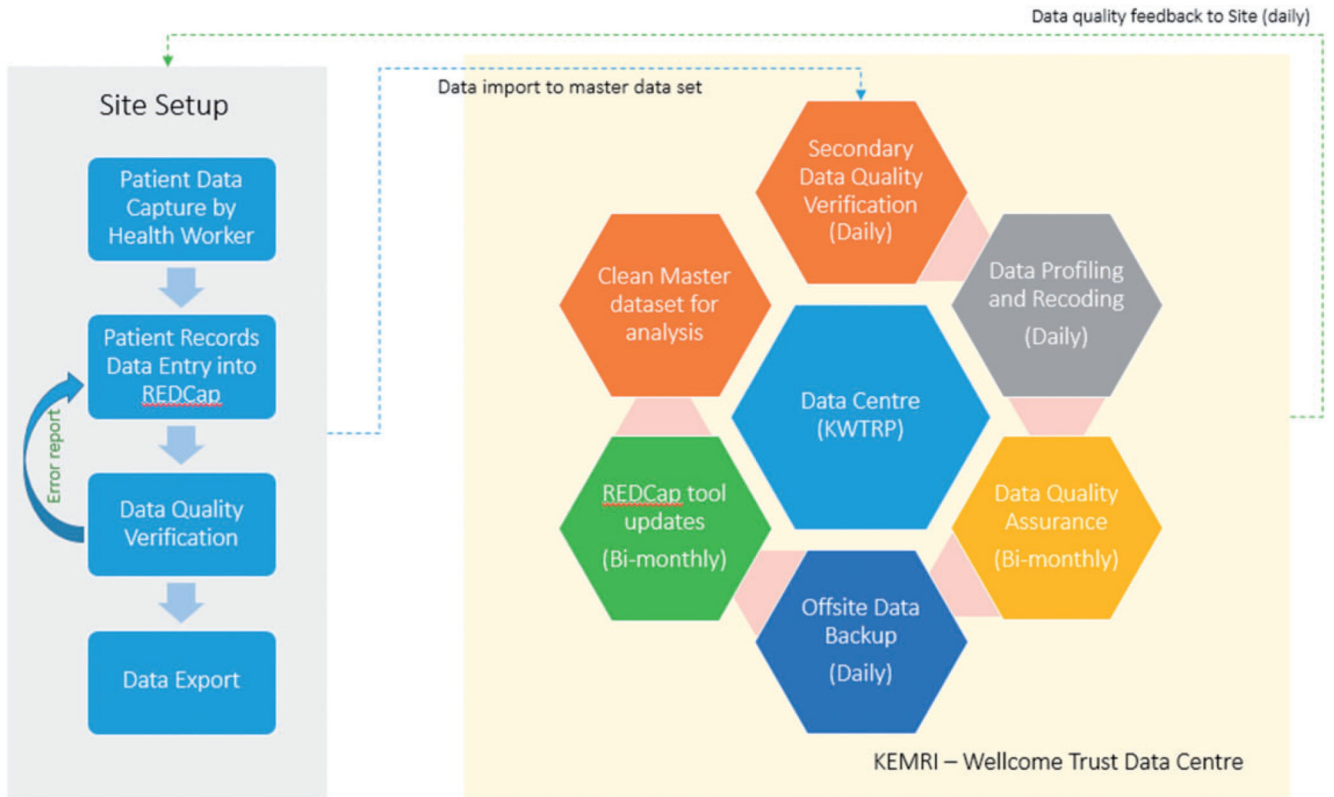 Data quality feedback to Site (daily)
Site Setup
Data import to master data set
Patient Data
Capture by
Health Worker
Patient Records
Data Entry into
REDCap
Error report
Data Quality
Verification
Data Export
Secondary
Data Quality
Verification
(Daily)
Data Profiling
and Recoding
(Daily)
Clean Master
dataset for
analysis
Data Centre
(KWTRP)
REDCap tool
updates
(Bi-monthly)
Data Quality
Assurance
(Bi-monthly)
Offsite Data
Backup
(Daily)
KEMRI – Wellcome Trust Data Centre